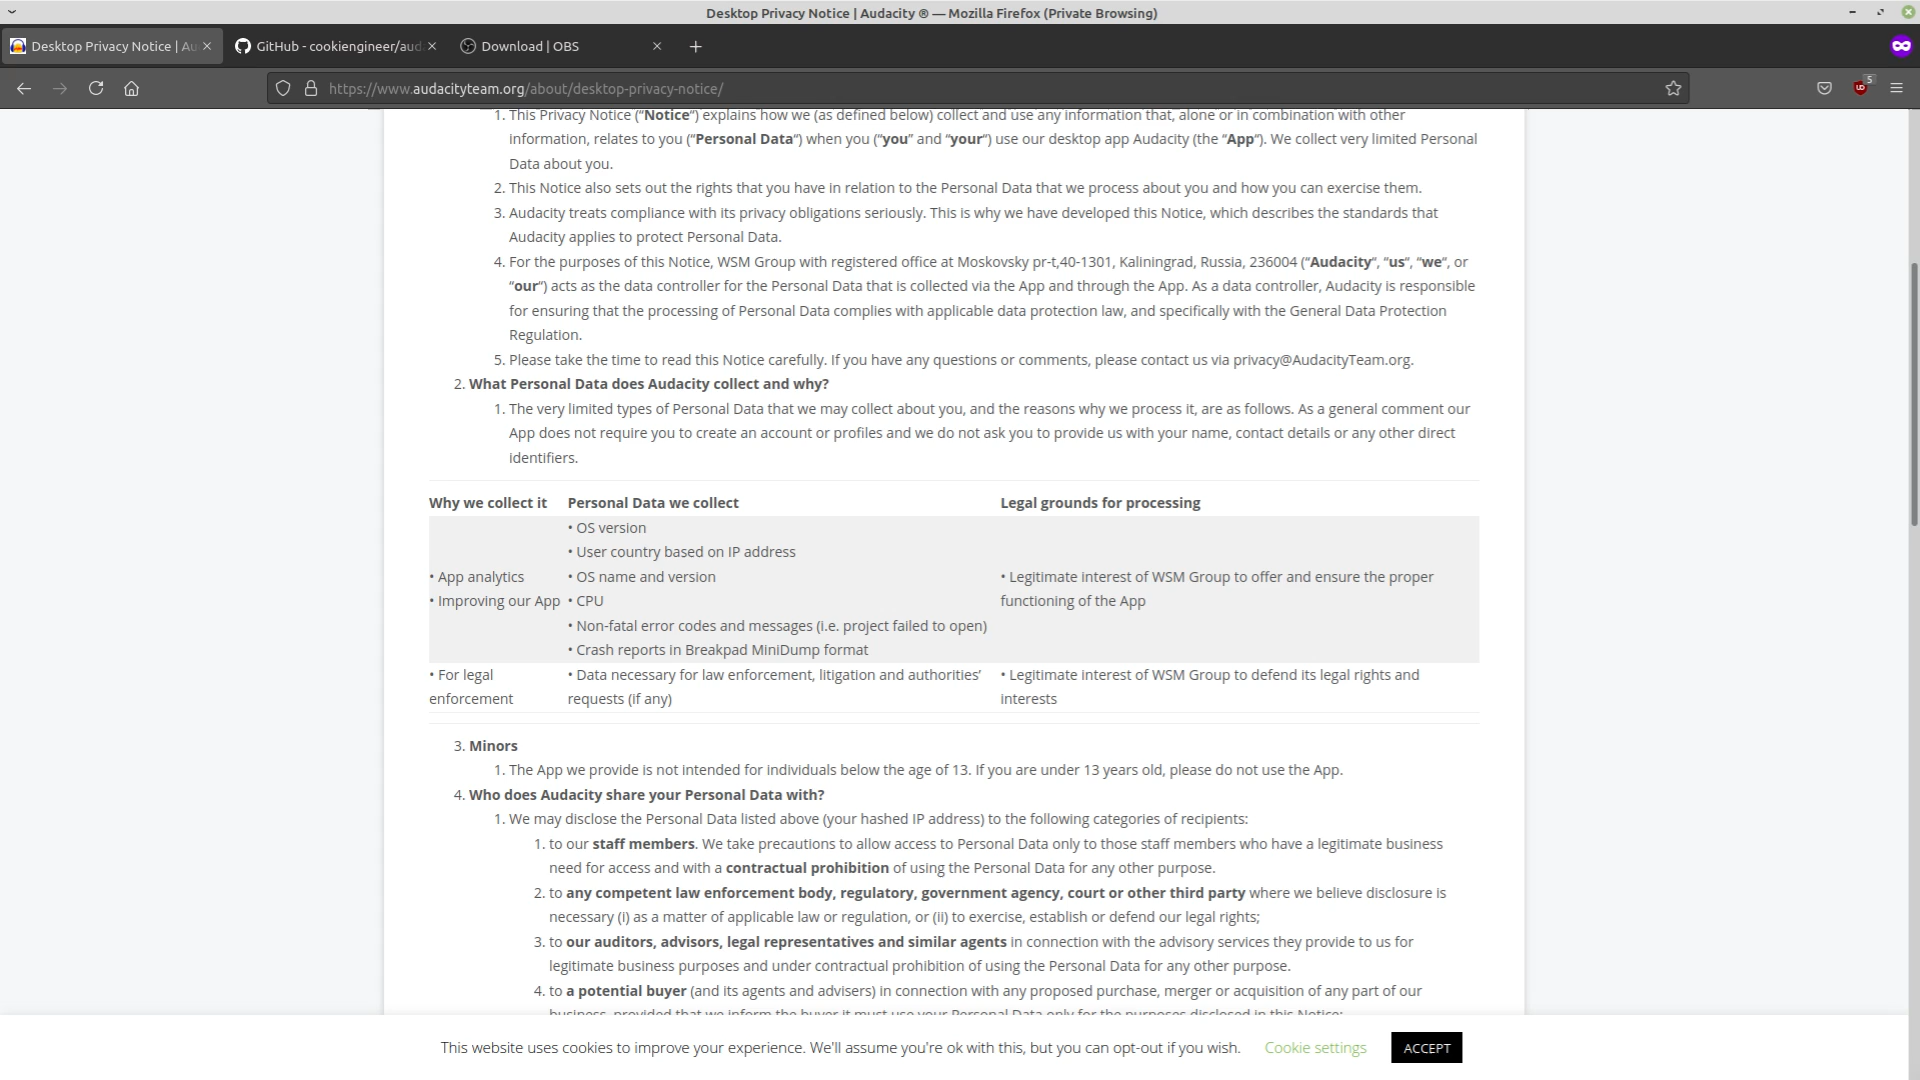 Desktop Privacy Notice | Audacity ® — Mozilla Firefox (Private Browsing)
Desktop Privacy Notice | Au
GitHub - cookiengineer/aud
Download | OBS
https://www.audacityteam.org/about/desktop-privacy-notice/
5
1. This Privacy Notice (“Notice”) explains how we (as defined below) collect and use any information that, alone or in combination with other
information, relates to you (“Personal Data“) when you (“you” and “your“) use our desktop app Audacity (the “App“). We collect very limited Personal
Data about you.
2. This Notice also sets out the rights that you have in relation to the Personal Data that we process about you and how you can exercise them.
3. Audacity treats compliance with its privacy obligations seriously. This is why we have developed this Notice, which describes the standards that
Audacity applies to protect Personal Data.
4. For the purposes of this Notice, WSM Group with registered office at Moskovsky pr-t,40-1301, Kaliningrad, Russia, 236004 (“Audacity“, “us“, “we“, or
“our“) acts as the data controller for the Personal Data that is collected via the App and through the App. As a data controller, Audacity is responsible
for ensuring that the processing of Personal Data complies with applicable data protection law, and specifically with the General Data Protection
Regulation.
5. Please take the time to read this Notice carefully. If you have any questions or comments, please contact us via privacy@AudacityTeam.org.
2. What Personal Data does Audacity collect and why?
1. The very limited types of Personal Data that we may collect about you, and the reasons why we process it, are as follows. As a general comment our
App does not require you to create an account or profiles and we do not ask you to provide us with your name, contact details or any other direct
identifiers.
Why we collect it Personal Data we collect Legal grounds for processing
• OS version
• User country based on IP address
• App analytics • OS name and version • Legitimate interest of WSM Group to offer and ensure the proper
• Improving our App • CPU functioning of the App
• Non-fatal error codes and messages (i.e. project failed to open)
• Crash reports in Breakpad MiniDump format
• For legal • Data necessary for law enforcement, litigation and authorities’ • Legitimate interest of WSM Group to defend its legal rights and
enforcement requests (if any) interests
3. Minors
1. The App we provide is not intended for individuals below the age of 13. If you are under 13 years old, please do not use the App.
4. Who does Audacity share your Personal Data with?
1. We may disclose the Personal Data listed above (your hashed IP address) to the following categories of recipients:
1. to our staff members. We take precautions to allow access to Personal Data only to those staff members who have a legitimate business
need for access and with a contractual prohibition of using the Personal Data for any other purpose.
2. to any competent law enforcement body, regulatory, government agency, court or other third party where we believe disclosure is
necessary (i) as a matter of applicable law or regulation, or (ii) to exercise, establish or defend our legal rights;
3. to our auditors, advisors, legal representatives and similar agents in connection with the advisory services they provide to us for
legitimate business purposes and under contractual prohibition of using the Personal Data for any other purpose.
4. to a potential buyer (and its agents and advisers) in connection with any proposed purchase, merger or acquisition of any part of our
business, provided that we inform the buyer it must use your Personal Data only for the purposes disclosed in this Notice;
This website uses cookies to improve your experience. We'll assume you're ok with this, but you can opt-out if you wish. Cookie settings ACCEPT